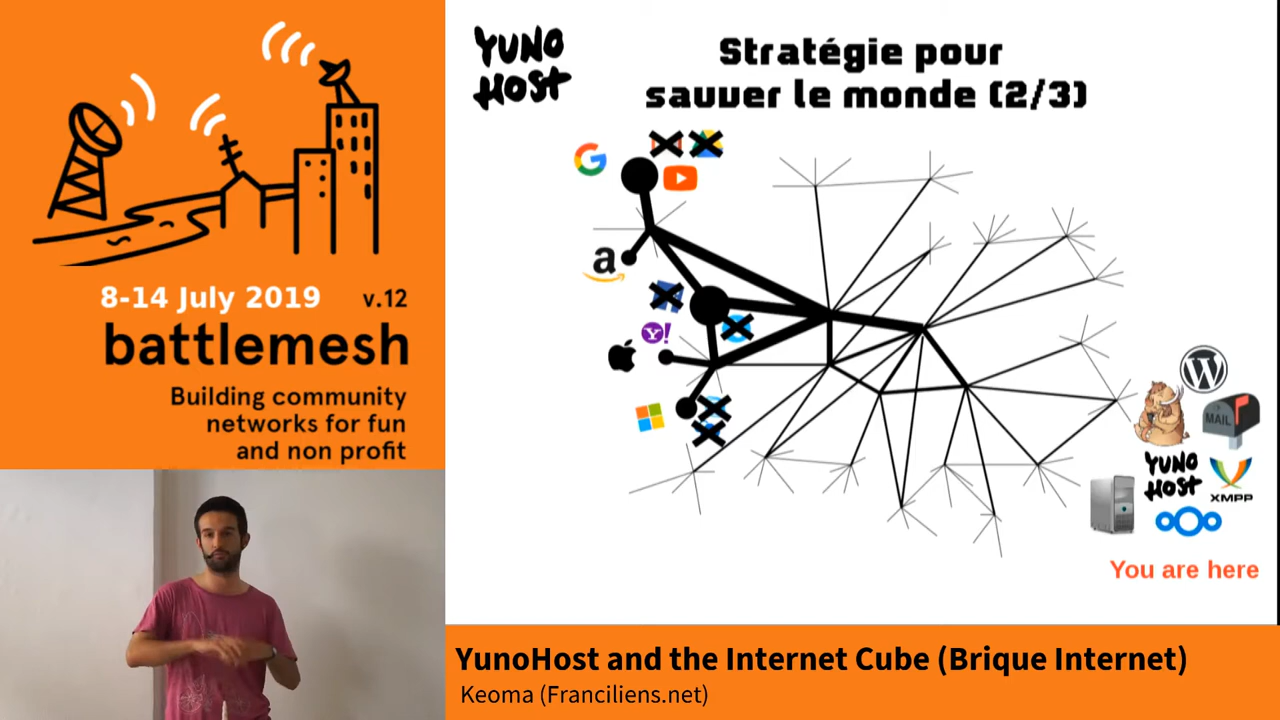 8-14 July 2019 v.12
battlemesh
Building community
networks for fun
and non profit
YUNO
HOST
Stratégie pour
sauver le monde (2/3)
G
a
Y!
W
MAIL
YUNO
HOST
XMPP
You are here
YunoHost and the Internet Cube (Brique Internet)
Keoma (Franciliens.net)